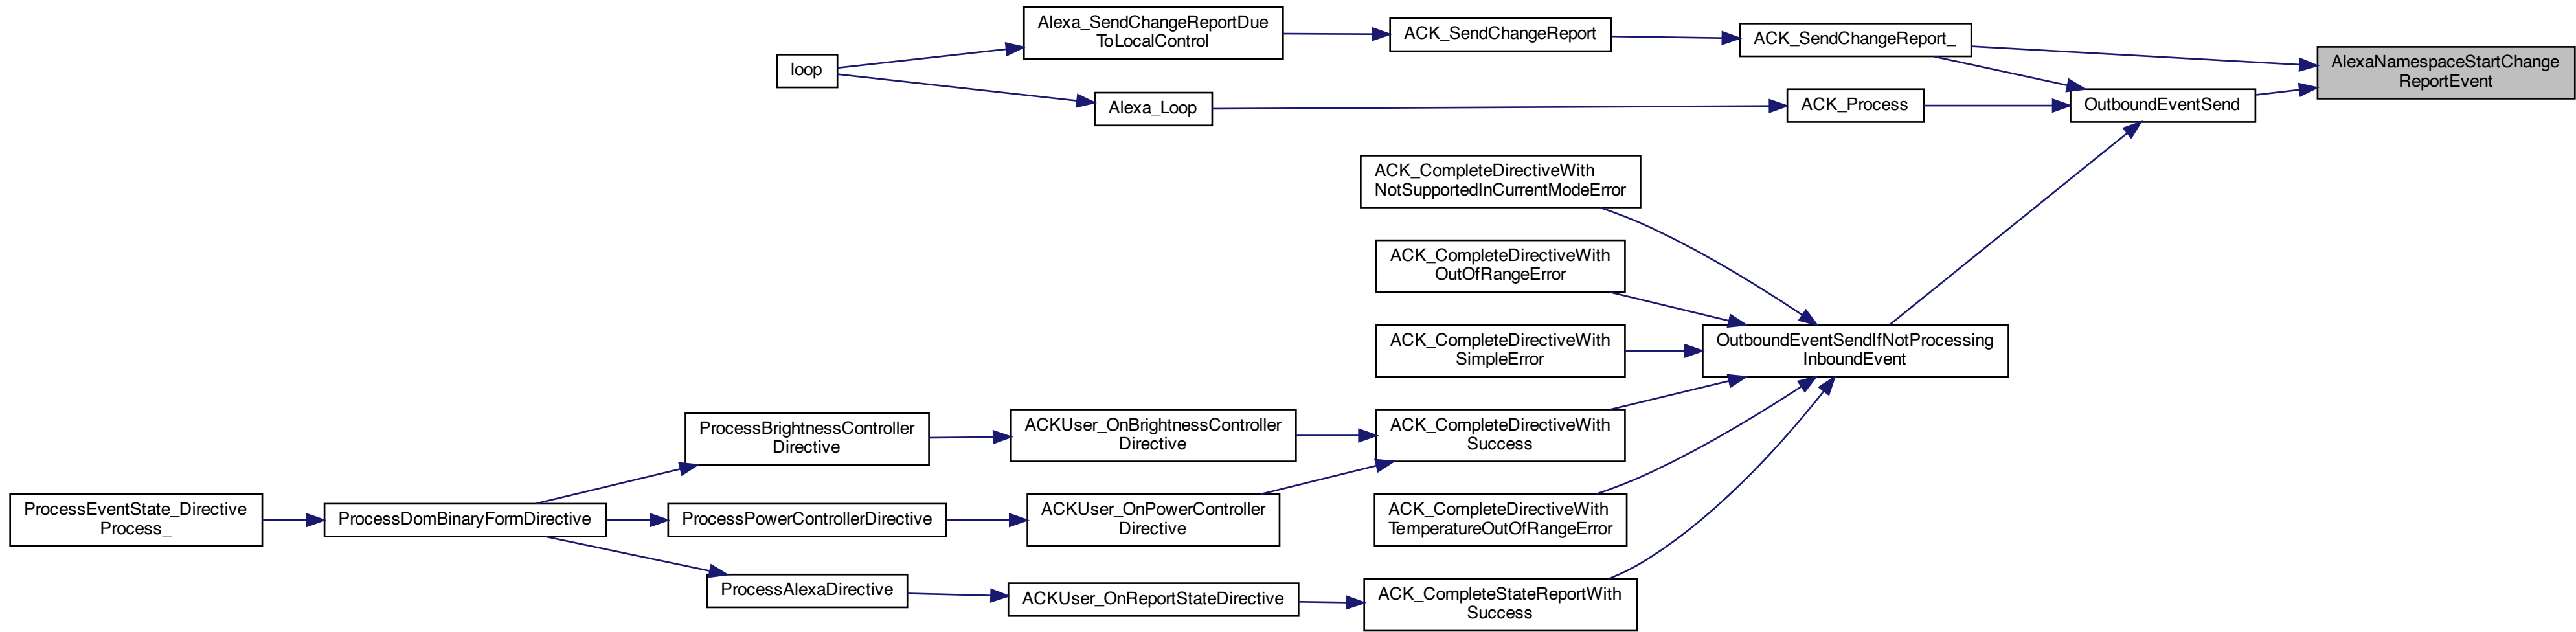 Alexa_SendChangeReportDue
ToLocalControl
ACK_SendChangeReport
ACK_SendChangeReport_
AlexaNamespaceStartChange
ReportEvent
loop
Alexa_Loop
ACK_Process
OutboundEventSend
ACK_CompleteDirectiveWith
NotSupportedInCurrentModeError
ACK_CompleteDirectiveWith
OutOfRangeError
ACK_CompleteDirectiveWith
SimpleError
OutboundEventSendIfNotProcessing
InboundEvent
ProcessBrightnessController
Directive
ACKUser_OnBrightnessController
Directive
ACK_CompleteDirectiveWith
Success
ProcessEventState_Directive
Process_
ProcessDomBinaryFormDirective
ProcessPowerControllerDirective
ACKUser_OnPowerController
Directive
ACK_CompleteDirectiveWith
TemperatureOutOfRangeError
ProcessAlexaDirective
ACKUser_OnReportStateDirective
ACK_CompleteStateReportWith
Success